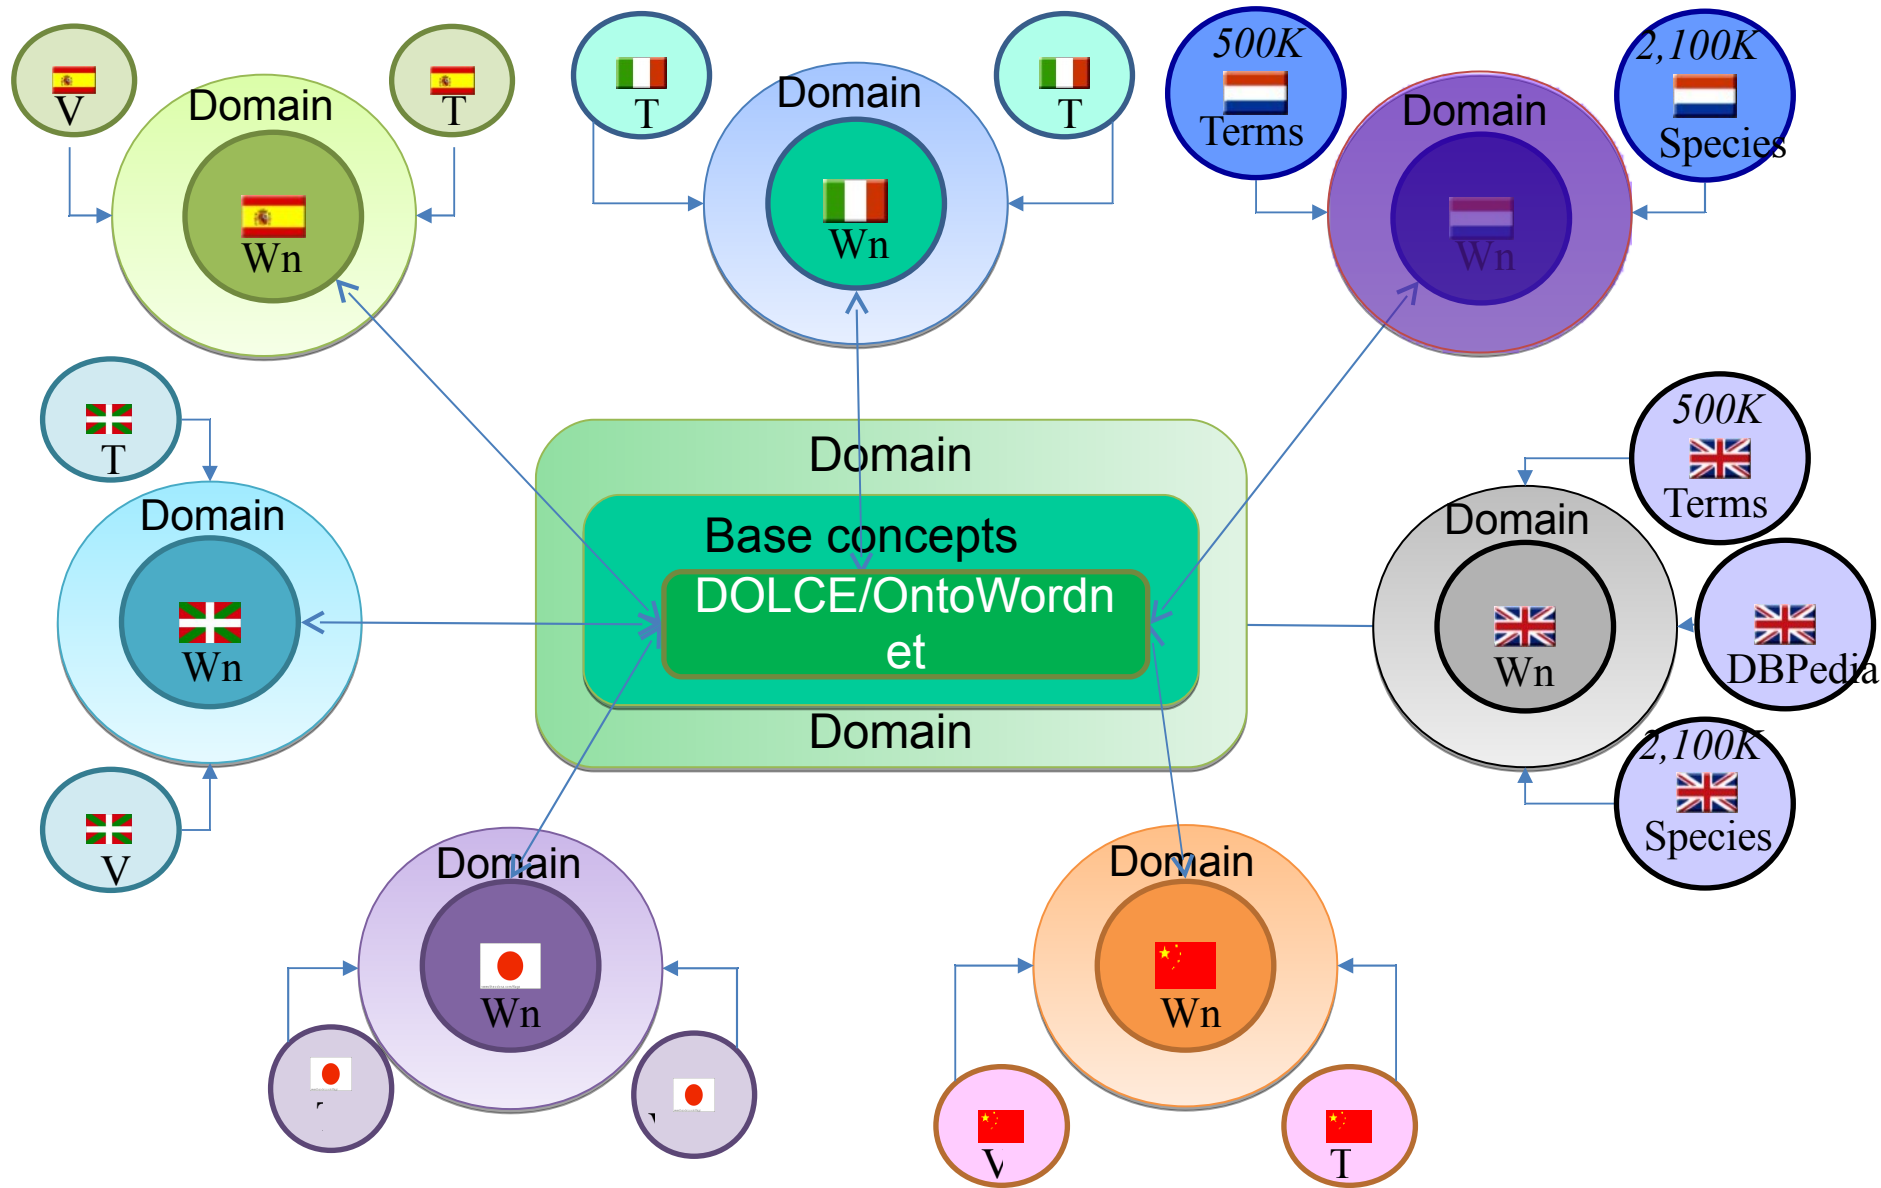 V
T
Domain
Wn
T
T
Domain
Wn
500K
Terms
2,100K
Species
Domain
Wn
T
Domain
Wn
V
Domain
Base concepts
DOLCE/OntoWordn
et
Domain
500K
Terms
Domain
Wn
DBPedia
2,100K
Species
Domain
Wn
Domain
Wn
V
T